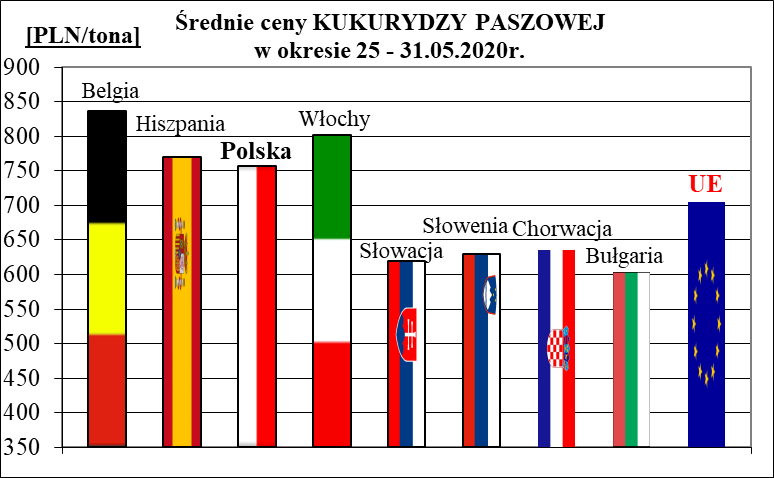 Średnie ceny KUKURYDZY PASZOWEJ
w okresie 25 - 31.05.2020r.
[PLN/tona]
900
850
800
750
700
650
600
550
500
450
400
350
Belgia
Hiszpania
Polska
Włochy
Słowacja
Słowenia
Chorwacja
Bułgaria
UE